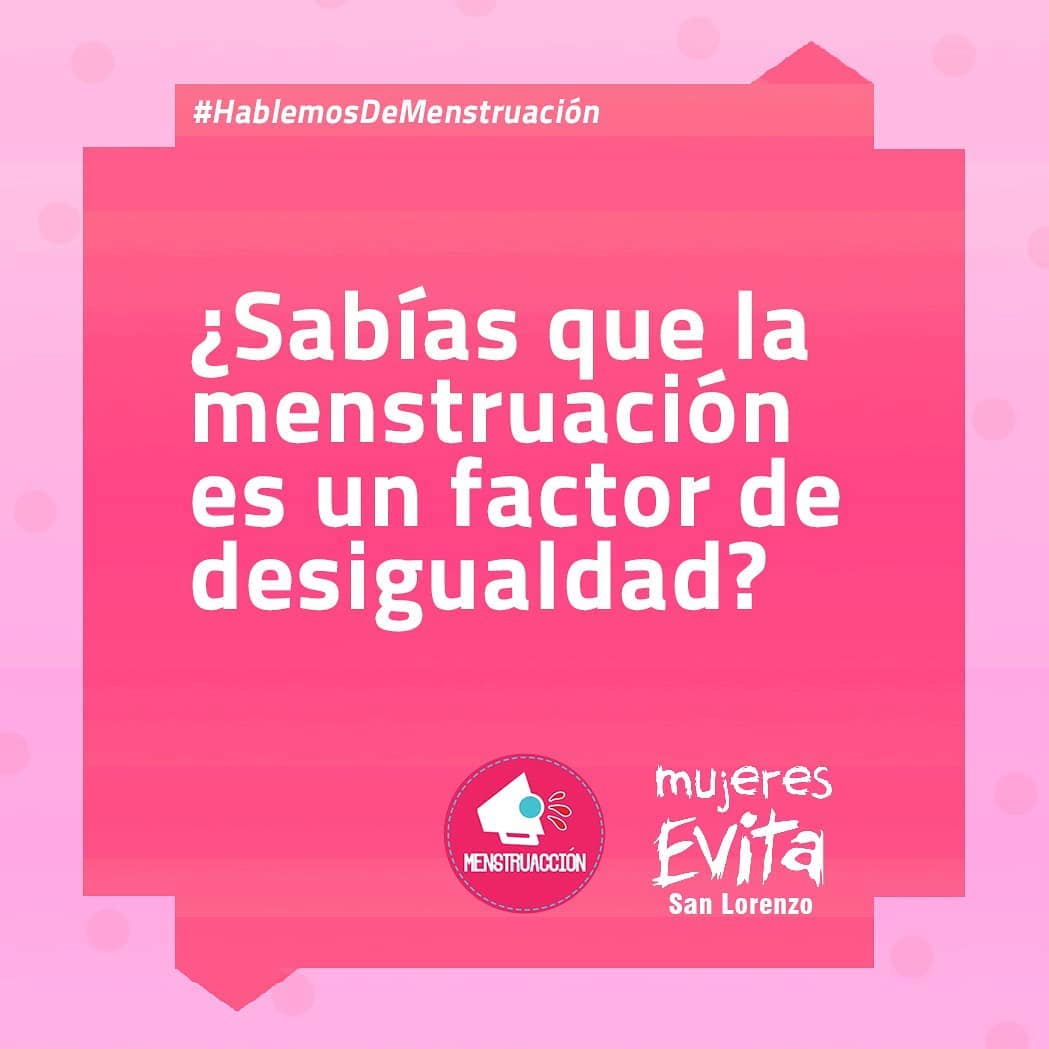 #HablemosDeMenstruación
¿Sabías que la
menstruación
es un factor de
desigualdad?
MENSTRUACCIÓN
mujeres
EVITA
San Lorenzo